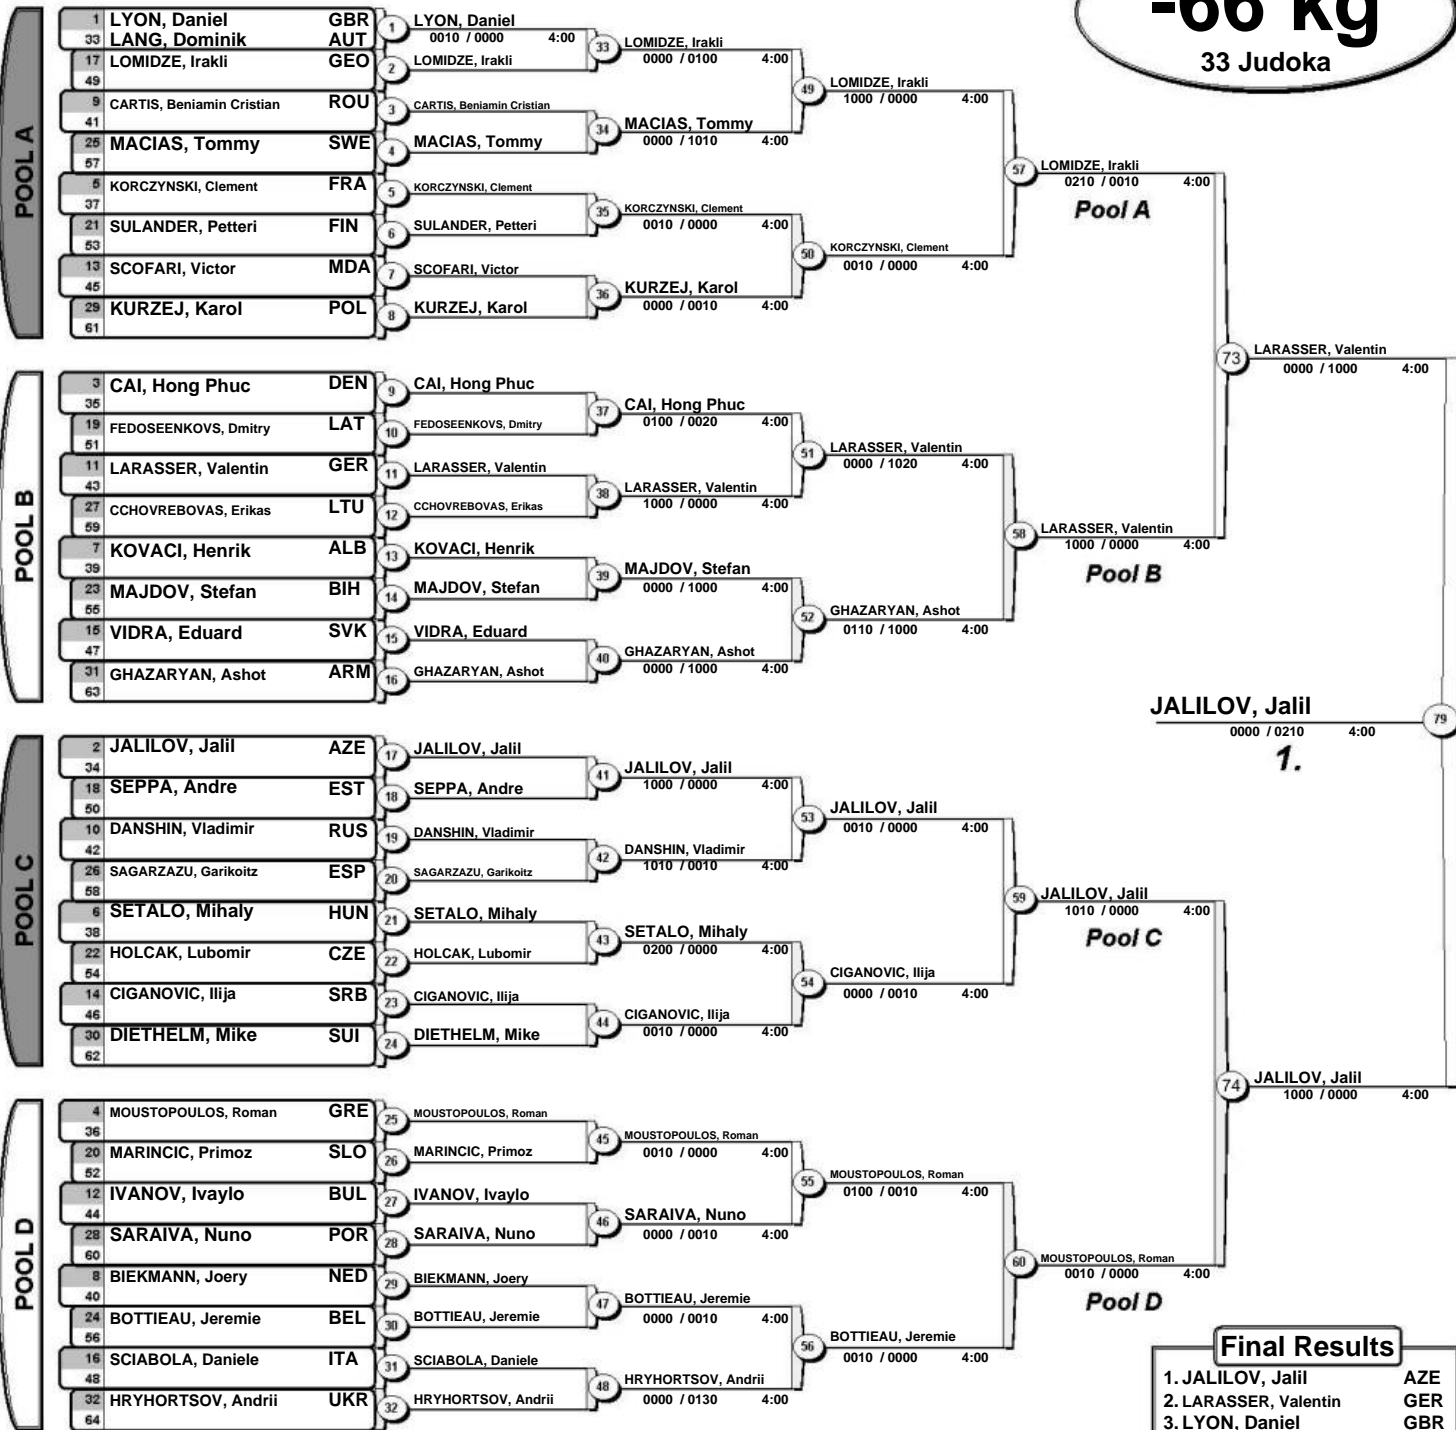 -66 kg
33 Judoka
POOL A
1 LYON, Daniel GBR
33 LANG, Dominik AUT
17 LOMIDZE, Irakli GEO
49
9 CARTIS, Beniamin Cristian ROU
41
25 MACIAS, Tommy SWE
57
5 KORCZYNSKI, Clement FRA
37
21 SULANDER, Petteri FIN
53
13 SCOFARI, Victor MDA
45
29 KURZEJ, Karol POL
61
1 LYON, Daniel
0010 / 0000 4:00
2 LOMIDZE, Irakli
3 CARTIS, Beniamin Cristian
4 MACIAS, Tommy
5 KORCZYNSKI, Clement
6 SULANDER, Petteri
7 SCOFARI, Victor
8 KURZEJ, Karol
33 LOMIDZE, Irakli
0000 / 0100 4:00
34 MACIAS, Tommy
0000 / 1010 4:00
35 KORCZYNSKI, Clement
0010 / 0000 4:00
36 KURZEJ, Karol
0000 / 0010 4:00
49 LOMIDZE, Irakli
1000 / 0000 4:00
50 KORCZYNSKI, Clement
0010 / 0000 4:00
57 LOMIDZE, Irakli
0210 / 0010 4:00
Pool A
POOL B
3 CAI, Hong Phuc DEN
35
19 FEDOSEENKOVS, Dmitry LAT
51
11 LARASSER, Valentin GER
43
27 CCHOVREBOVAS, Erikas LTU
59
7 KOVACI, Henrik ALB
39
23 MAJDOV, Stefan BIH
55
15 VIDRA, Eduard SVK
47
31 GHAZARYAN, Ashot ARM
63
9 CAI, Hong Phuc
10 FEDOSEENKOVS, Dmitry
11 LARASSER, Valentin
12 CCHOVREBOVAS, Erikas
13 KOVACI, Henrik
14 MAJDOV, Stefan
15 VIDRA, Eduard
16 GHAZARYAN, Ashot
37 CAI, Hong Phuc
0100 / 0020 4:00
38 LARASSER, Valentin
1000 / 0000 4:00
39 MAJDOV, Stefan
0000 / 1000 4:00
40 GHAZARYAN, Ashot
0000 / 1000 4:00
51 LARASSER, Valentin
0000 / 1020 4:00
52 GHAZARYAN, Ashot
0110 / 1000 4:00
58 LARASSER, Valentin
1000 / 0000 4:00
Pool B
73 LARASSER, Valentin
0000 / 1000 4:00
JALILOV, Jalil
79
0000 / 0210 4:00
1.
POOL C
2 JALILOV, Jalil AZE
34
18 SEPPA, Andre EST
50
10 DANSHIN, Vladimir RUS
42
26 SAGARZAZU, Garikoitz ESP
58
6 SETALO, Mihaly HUN
38
22 HOLCAK, Lubomir CZE
54
14 CIGANOVIC, Ilija SRB
46
30 DIETHELM, Mike SUI
62
17 JALILOV, Jalil
18 SEPPA, Andre
19 DANSHIN, Vladimir
20 SAGARZAZU, Garikoitz
21 SETALO, Mihaly
22 HOLCAK, Lubomir
23 CIGANOVIC, Ilija
24 DIETHELM, Mike
41 JALILOV, Jalil
1000 / 0000 4:00
42 DANSHIN, Vladimir
1010 / 0010 4:00
43 SETALO, Mihaly
0200 / 0000 4:00
44 CIGANOVIC, Ilija
0010 / 0000 4:00
53 JALILOV, Jalil
0010 / 0000 4:00
54 CIGANOVIC, Ilija
0000 / 0010 4:00
59 JALILOV, Jalil
1010 / 0000 4:00
Pool C
74 JALILOV, Jalil
1000 / 0000 4:00
POOL D
4 MOUSTOPOULOS, Roman GRE
36
20 MARINCIC, Primoz SLO
52
12 IVANOV, Ivaylo BUL
44
28 SARAIVA, Nuno POR
60
8 BIEKMANN, Joery NED
40
24 BOTTIEAU, Jeremie BEL
56
16 SCIABOLA, Daniele ITA
48
32 HRYHORTSOV, Andrii UKR
64
25 MOUSTOPOULOS, Roman
26 MARINCIC, Primoz
27 IVANOV, Ivaylo
28 SARAIVA, Nuno
29 BIEKMANN, Joery
30 BOTTIEAU, Jeremie
31 SCIABOLA, Daniele
32 HRYHORTSOV, Andrii
45 MOUSTOPOULOS, Roman
0010 / 0000 4:00
46 SARAIVA, Nuno
0000 / 0010 4:00
47 BOTTIEAU, Jeremie
0000 / 0010 4:00
48 HRYHORTSOV, Andrii
0000 / 0130 4:00
55 MOUSTOPOULOS, Roman
0100 / 0010 4:00
56 BOTTIEAU, Jeremie
0010 / 0000 4:00
60 MOUSTOPOULOS, Roman
0010 / 0000 4:00
Pool D
Final Results
1. JALILOV, Jalil AZE
2. LARASSER, Valentin GER
3. LYON, Daniel GBR